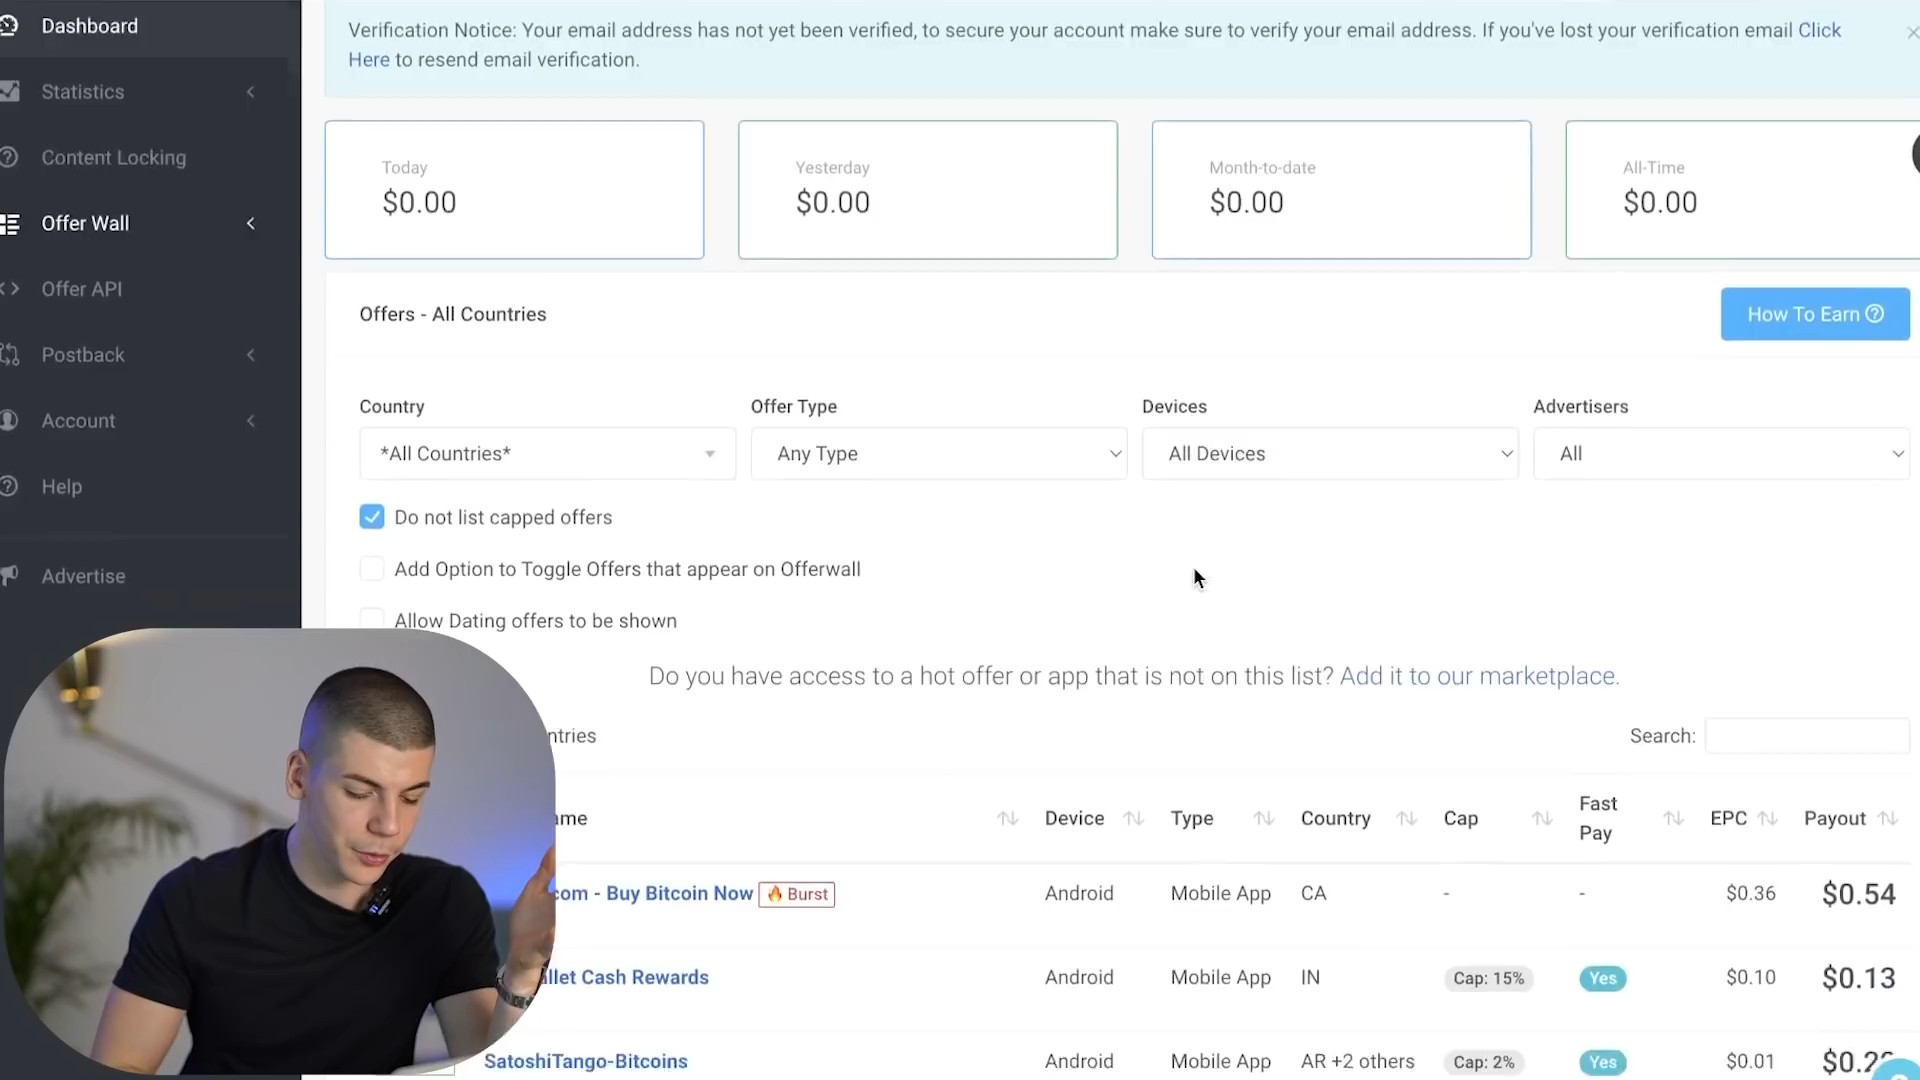 Dashboard
Statistics
Content Locking
Offer Wall
Offer API
Postback
Account
Help
Advertise
Verification Notice: Your email address has not yet been verified, to secure your account make sure to verify your email address. If you've lost your verification email Click
Here to resend email verification.
Today
$0.00
Yesterday
$0.00
Month-to-date
$0.00
All-Time
$0.00
Offers - All Countries
How To Earn
Country
Offer Type
Devices
Advertisers
*All Countries*
Any Type
All Devices
All
Do not list capped offers
Add Option to Toggle Offers that appear on Offerwall
Allow Dating offers to be shown
Do you have access to a hot offer or app that is not on this list? Add it to our marketplace.
Search:
Device Type Country Cap Fast Pay EPC Payout
com - Buy Bitcoin Now Burst Android Mobile App CA - - $0.36 $0.54
Cash Rewards Android Mobile App IN Cap: 15% Yes $0.10 $0.13
SatoshiTango-Bitcoins Android Mobile App AR +2 others Cap: 2% Yes $0.01